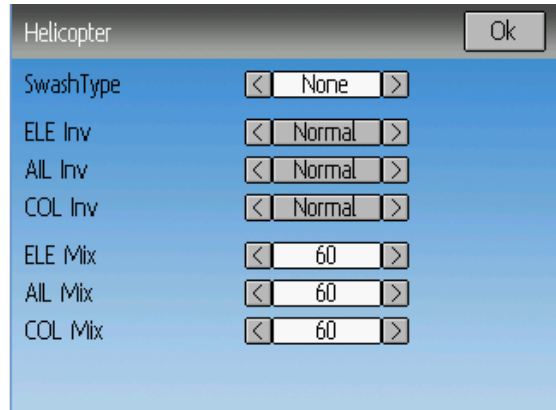 Helicopter Ok
SwashType < None >
ELE Inv < Normal >
AIL Inv < Normal >
COL Inv < Normal >
ELE Mix < 60 >
AIL Mix < 60 >
COL Mix < 60 >